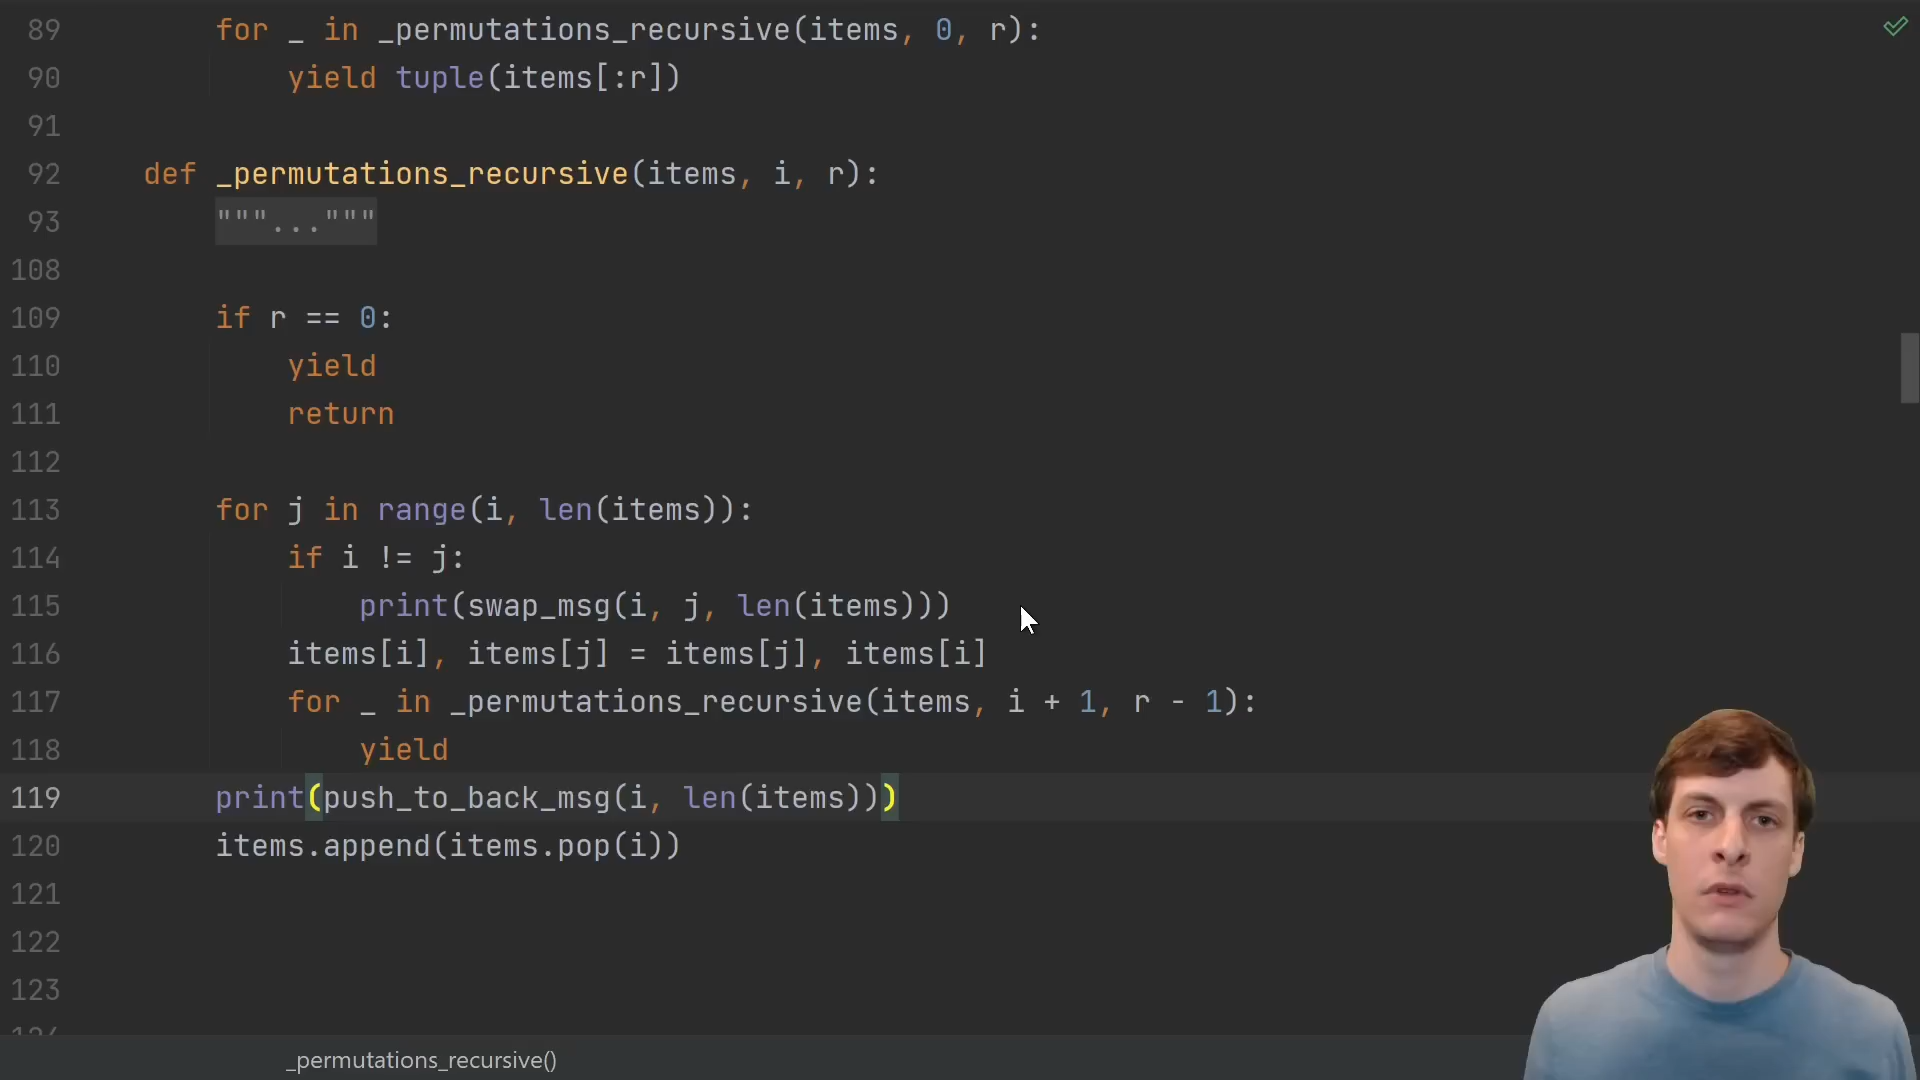 89 for _ in _permutations_recursive(items, 0, r):
90 yield tuple(items[:r])
91
92 def _permutations_recursive(items, i, r):
93 """..."""
108
109 if r == 0:
110 yield
111 return
112
113 for j in range(i, len(items)):
114 if i != j:
115 print(swap_msg(i, j, len(items)))
116 items[i], items[j] = items[j], items[i]
117 for _ in _permutations_recursive(items, i + 1, r - 1):
118 yield
119 print(push_to_back_msg(i, len(items)))
120 items.append(items.pop(i))
121
122
123
_permutations_recursive()